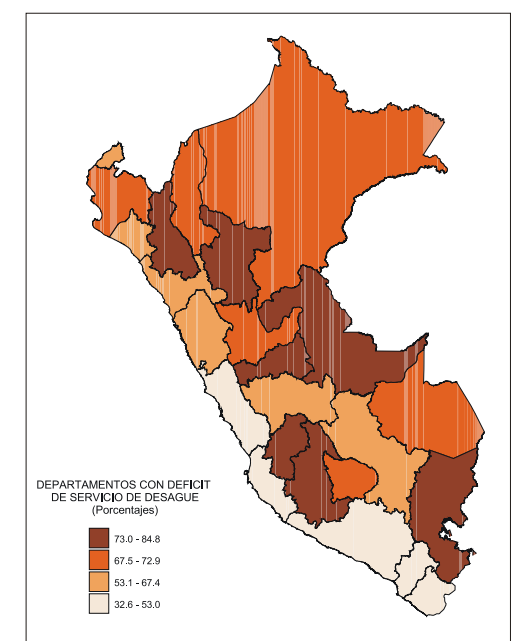 DEPARTAMENTOS CON DEFICIT
DE SERVICIO DE DESAGUE
(Porcentajes)
73.0 - 84.8
67.5 - 72.9
53.1 - 67.4
32.6 - 53.0